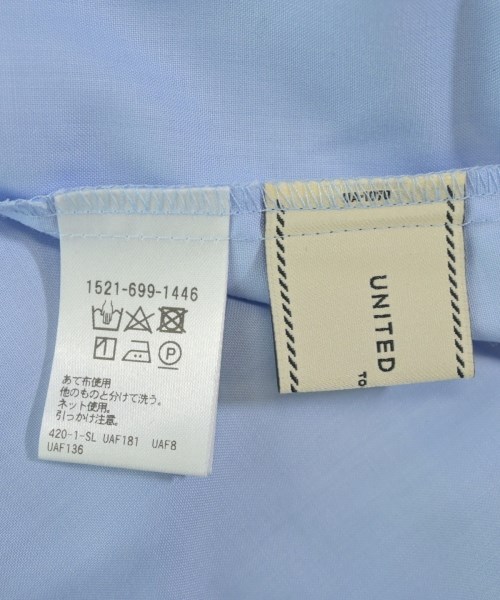 1521-699-1446
P
あて布使用
他のものと分けて洗う。
ネット使用。
引っかけ注意。
420-1-SL UAF181 UAF8
UAF136
UNITED
TO